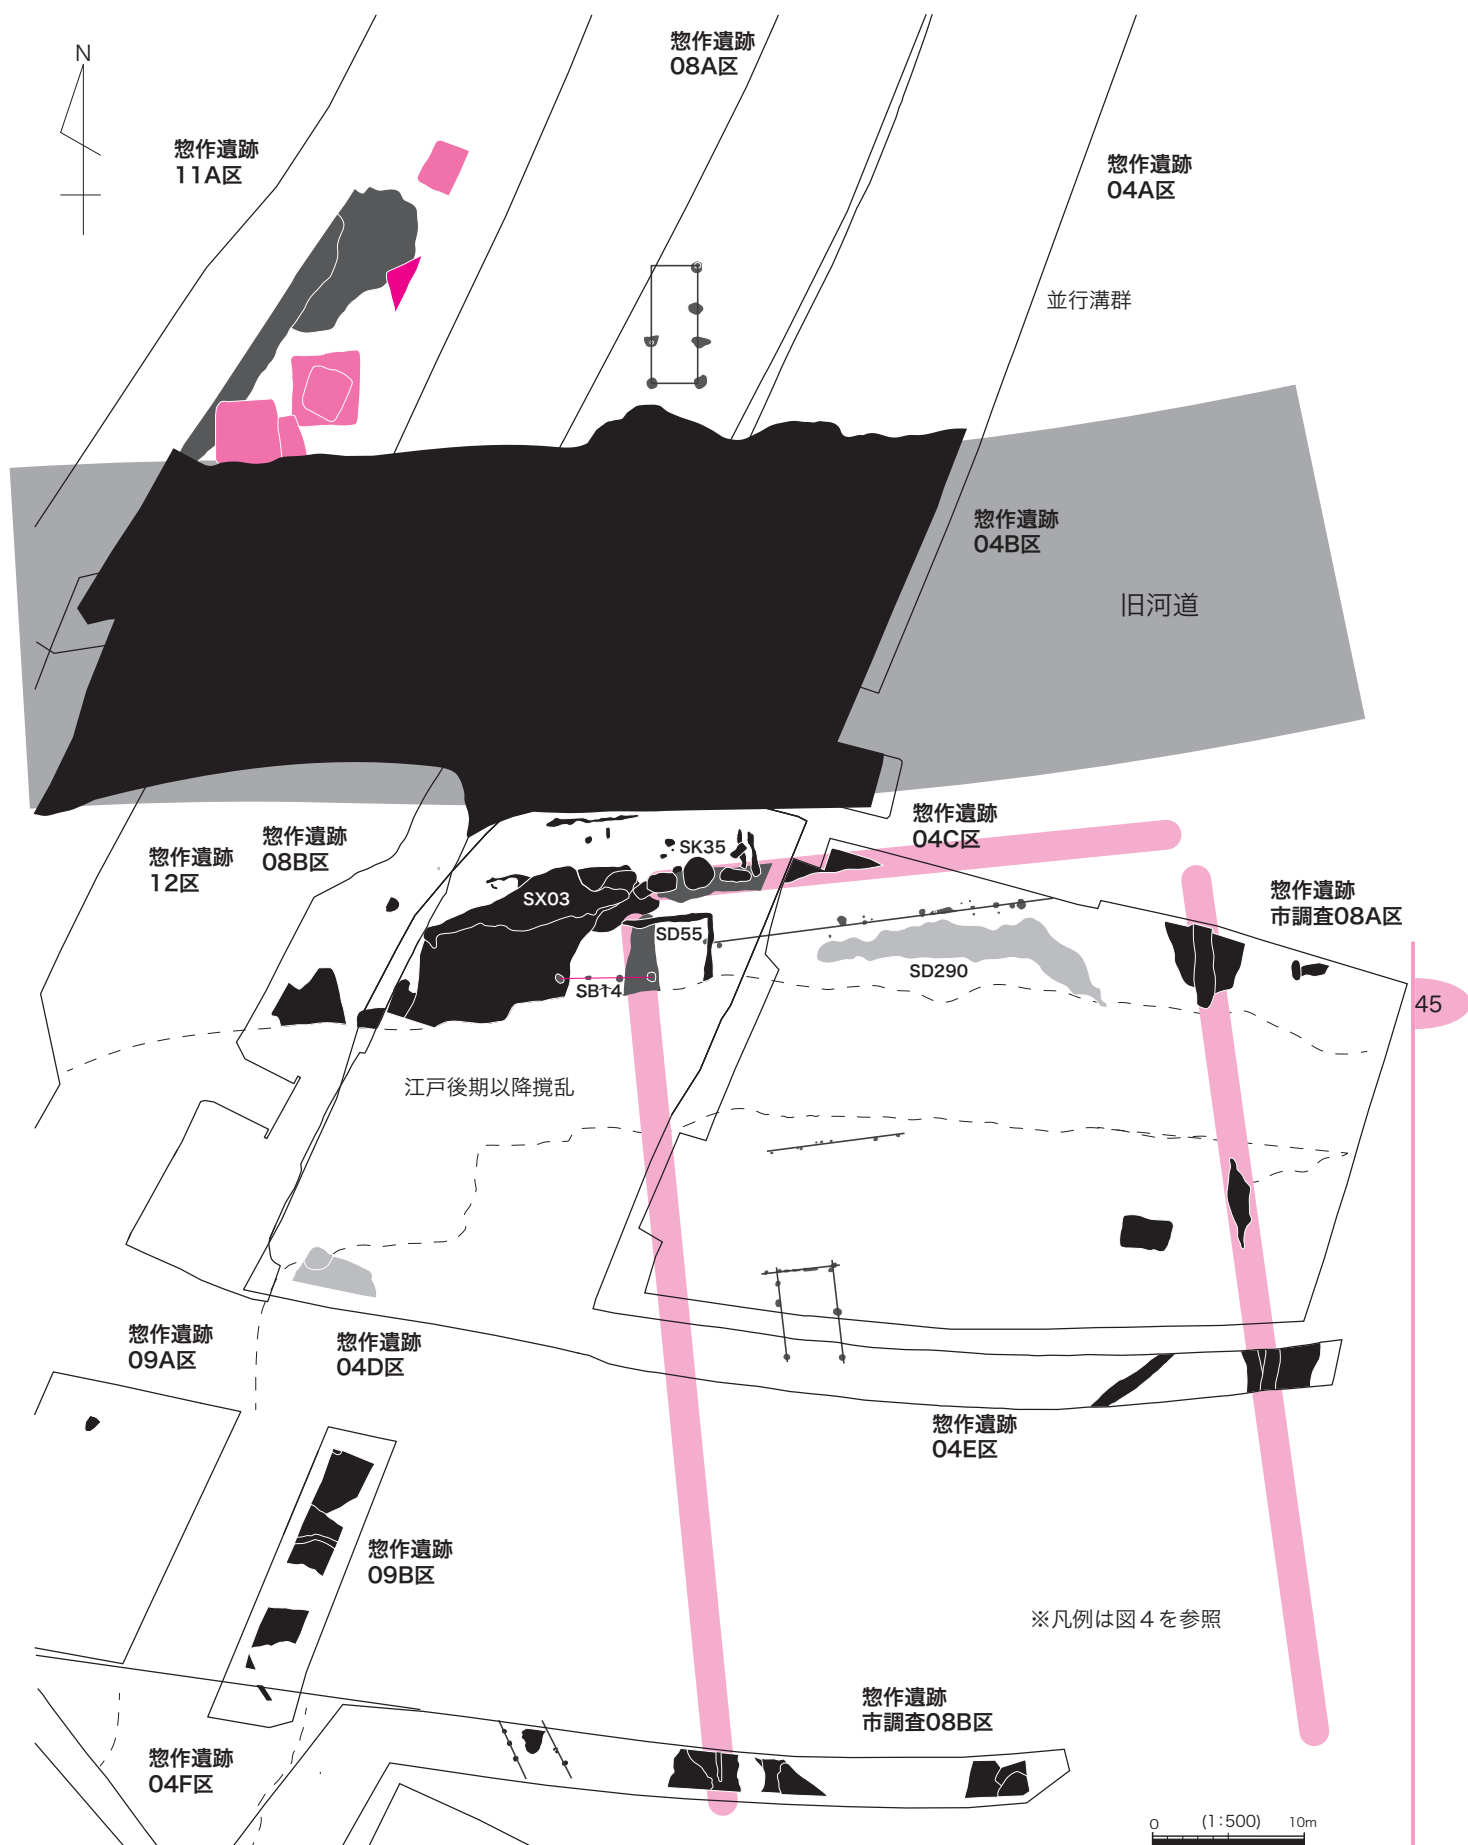 N
惣作遺跡
08A区
惣作遺跡
11A区
惣作遺跡
04A区
並行溝群
惣作遺跡
04B区
旧河道
惣作遺跡
04C区
惣作遺跡
08B区
惣作遺跡
12区
SK35
SX03
惣作遺跡
市調査08A区
SD55
SD290
SB14
45
江戸後期以降撹乱
惣作遺跡
09A区
惣作遺跡
04D区
惣作遺跡
04E区
惣作遺跡
09B区
※凡例は図４を参照
惣作遺跡
市調査08B区
惣作遺跡
04F区
0 (1:500) 10m